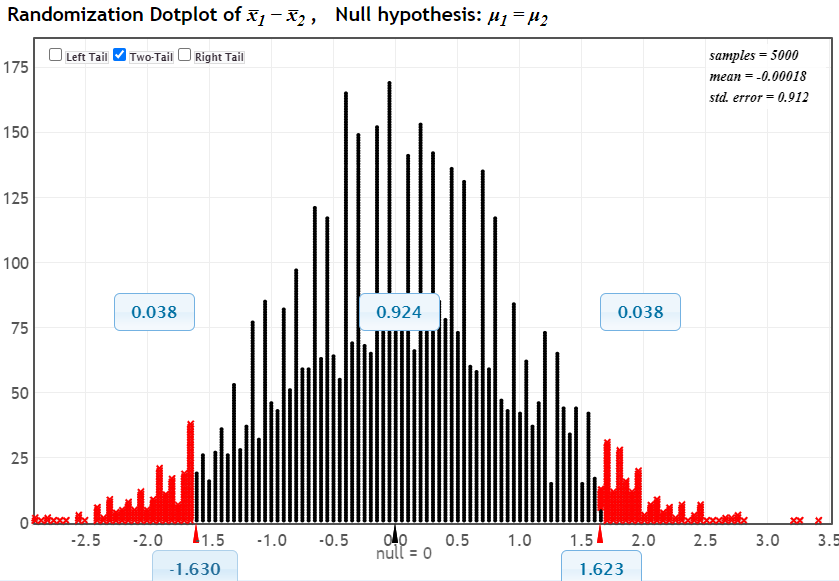 Randomization Dotplot of x̄₁ − x̄₂ , Null hypothesis: μ₁ = μ₂
Left Tail Two-Tail Right Tail
samples = 5000
mean = -0.00018
std. error = 0.912
175
150
125
100
75
50
25
0
0.038 0.924 0.038
-2.5 -2.0 -1.5 -1.0 -0.5 0.0 0.5 1.0 1.5 2.0 2.5 3.0 3.5
null = 0
-1.630 1.623